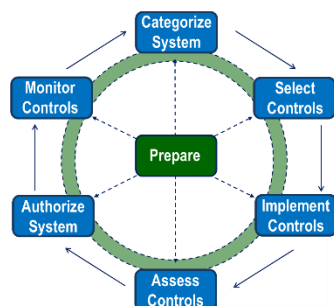 Categorize
System
Monitor
Controls
Select
Controls
Prepare
Authorize
System
Implement
Controls
Assess
Controls